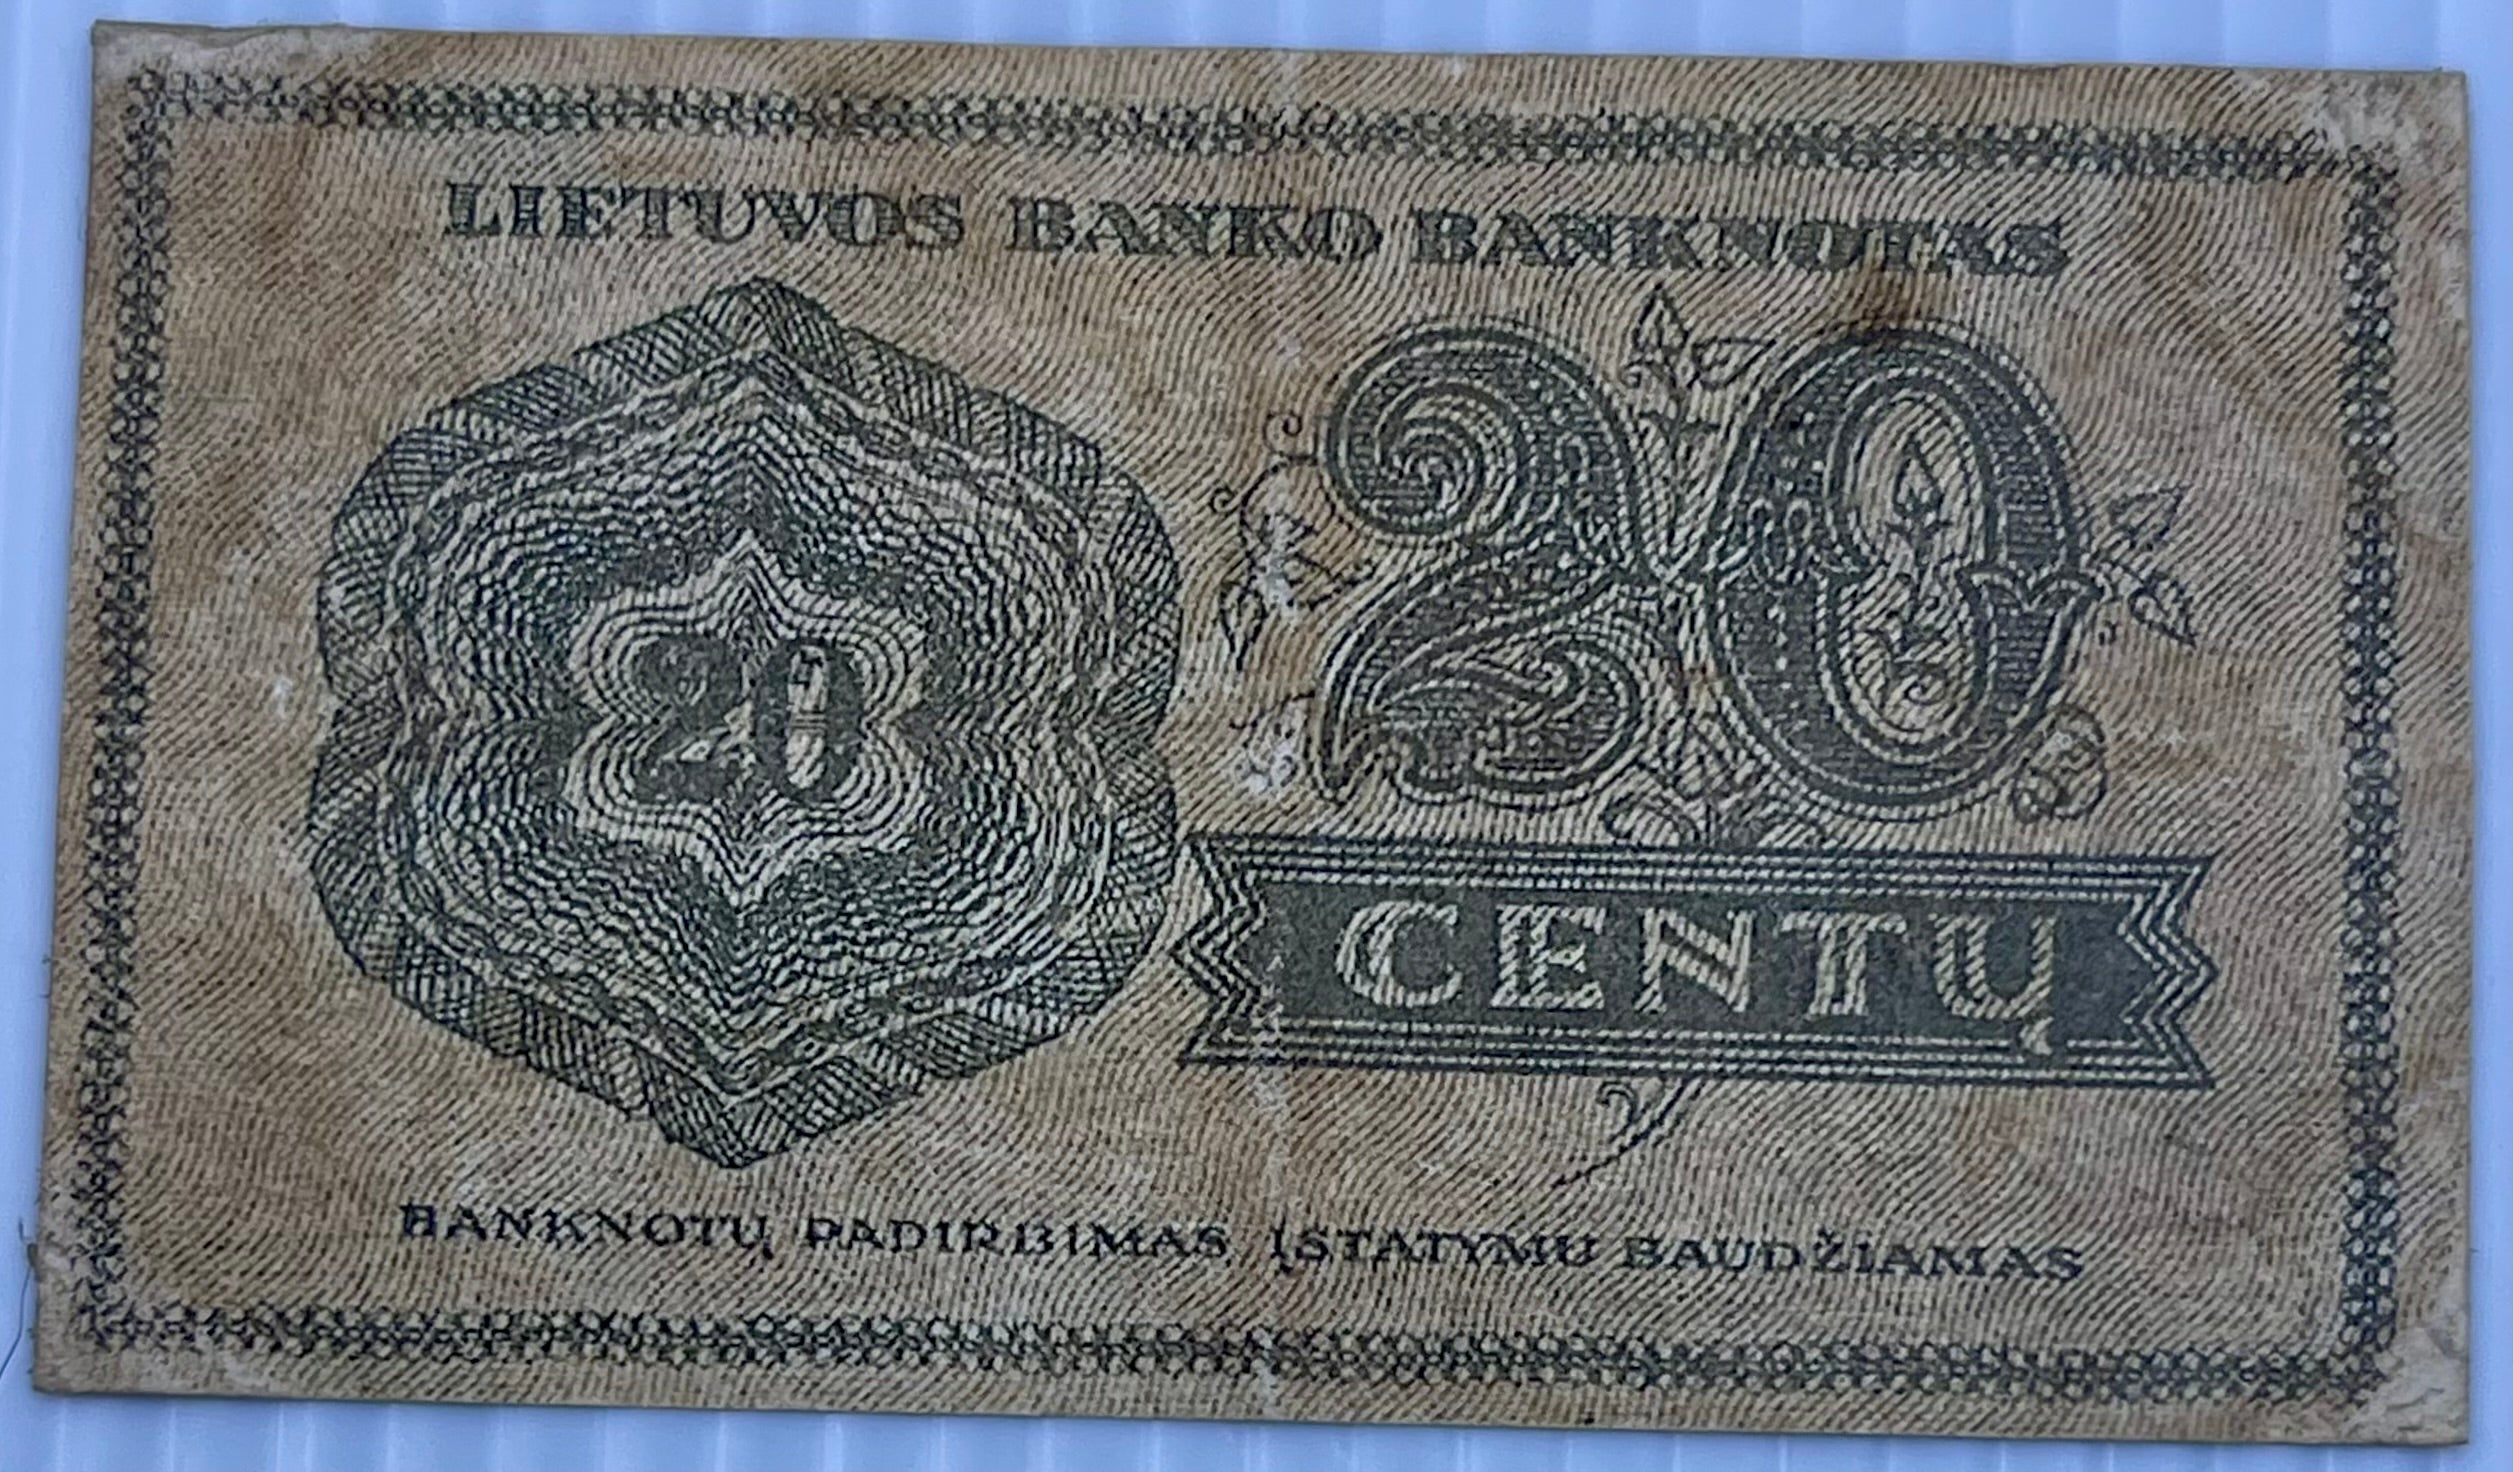 LIETUVOS BANKO BANKNOTAS
20
20
CENTŲ
BANKNOTŲ PADIRBIMAS ĮSTATYMU BAUDŽIAMAS